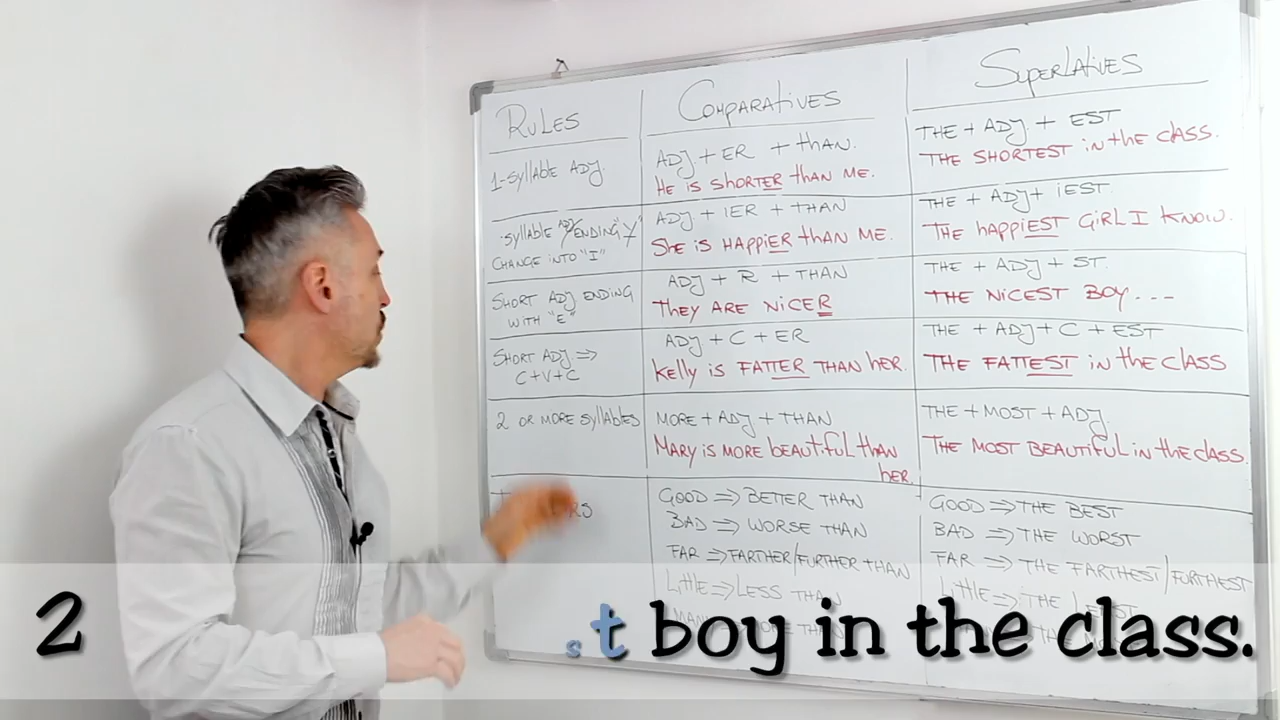 RULES
COMPARATIVES
SUPERLATIVES
1-SYLLABLE ADJ.
ADJ + ER + THAN.
HE IS SHORTER THAN ME.
THE + ADJ + EST
THE SHORTEST IN the CLASS.
-SYLLABLE ADJ/ENDING "Y"
CHANGE INTO "I"
ADJ + IER + THAN
She is HAPPIER THAN ME.
THE + ADJ + iEST
THE happiEST GiRL I KNOW.
SHORT ADJ ENDING
WITH "E"
ADJ + R + THAN
They ARE NiCER
THE + ADJ + ST.
THE NiCEST BOY...
SHORT ADJ ⇒
C+V+C
ADJ + C + ER
Kelly is FATTER THAN HER.
THE + ADJ + C + EST
THE FATTEST iN the CLASS
2 OR MORE SYLLABLES
MORE + ADJ + THAN
MARY iS MORE bEAUTifuL THAN
HER.
THE + MOST + ADJ
THE MOST BEAUTIFUL IN the CLASS.
GOOD ⇒ BETTER THAN
BAD ⇒ WORSE THAN
FAR ⇒ FARTHER/FURTHER THAN
LittLE ⇒ LESS THAN
GOOD ⇒ THE BEST
BAD ⇒ THE WORST
FAR ⇒ THE FARTHEST/FURTHEST
LittLE ⇒ THE LEAST
2 st boy in the class.